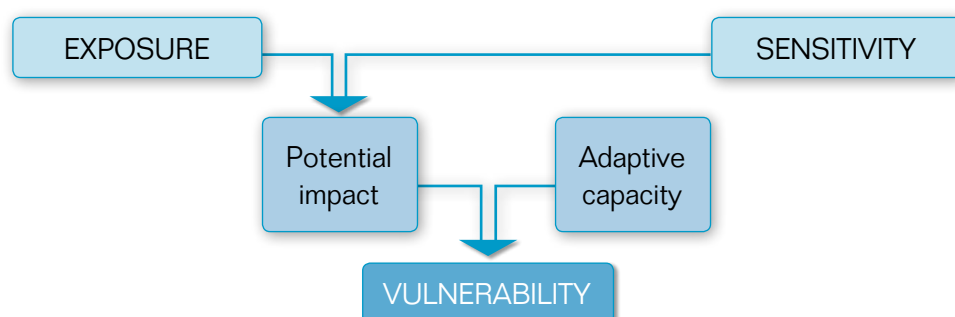 EXPOSURE
SENSITIVITY
Potential
impact
Adaptive
capacity
VULNERABILITY